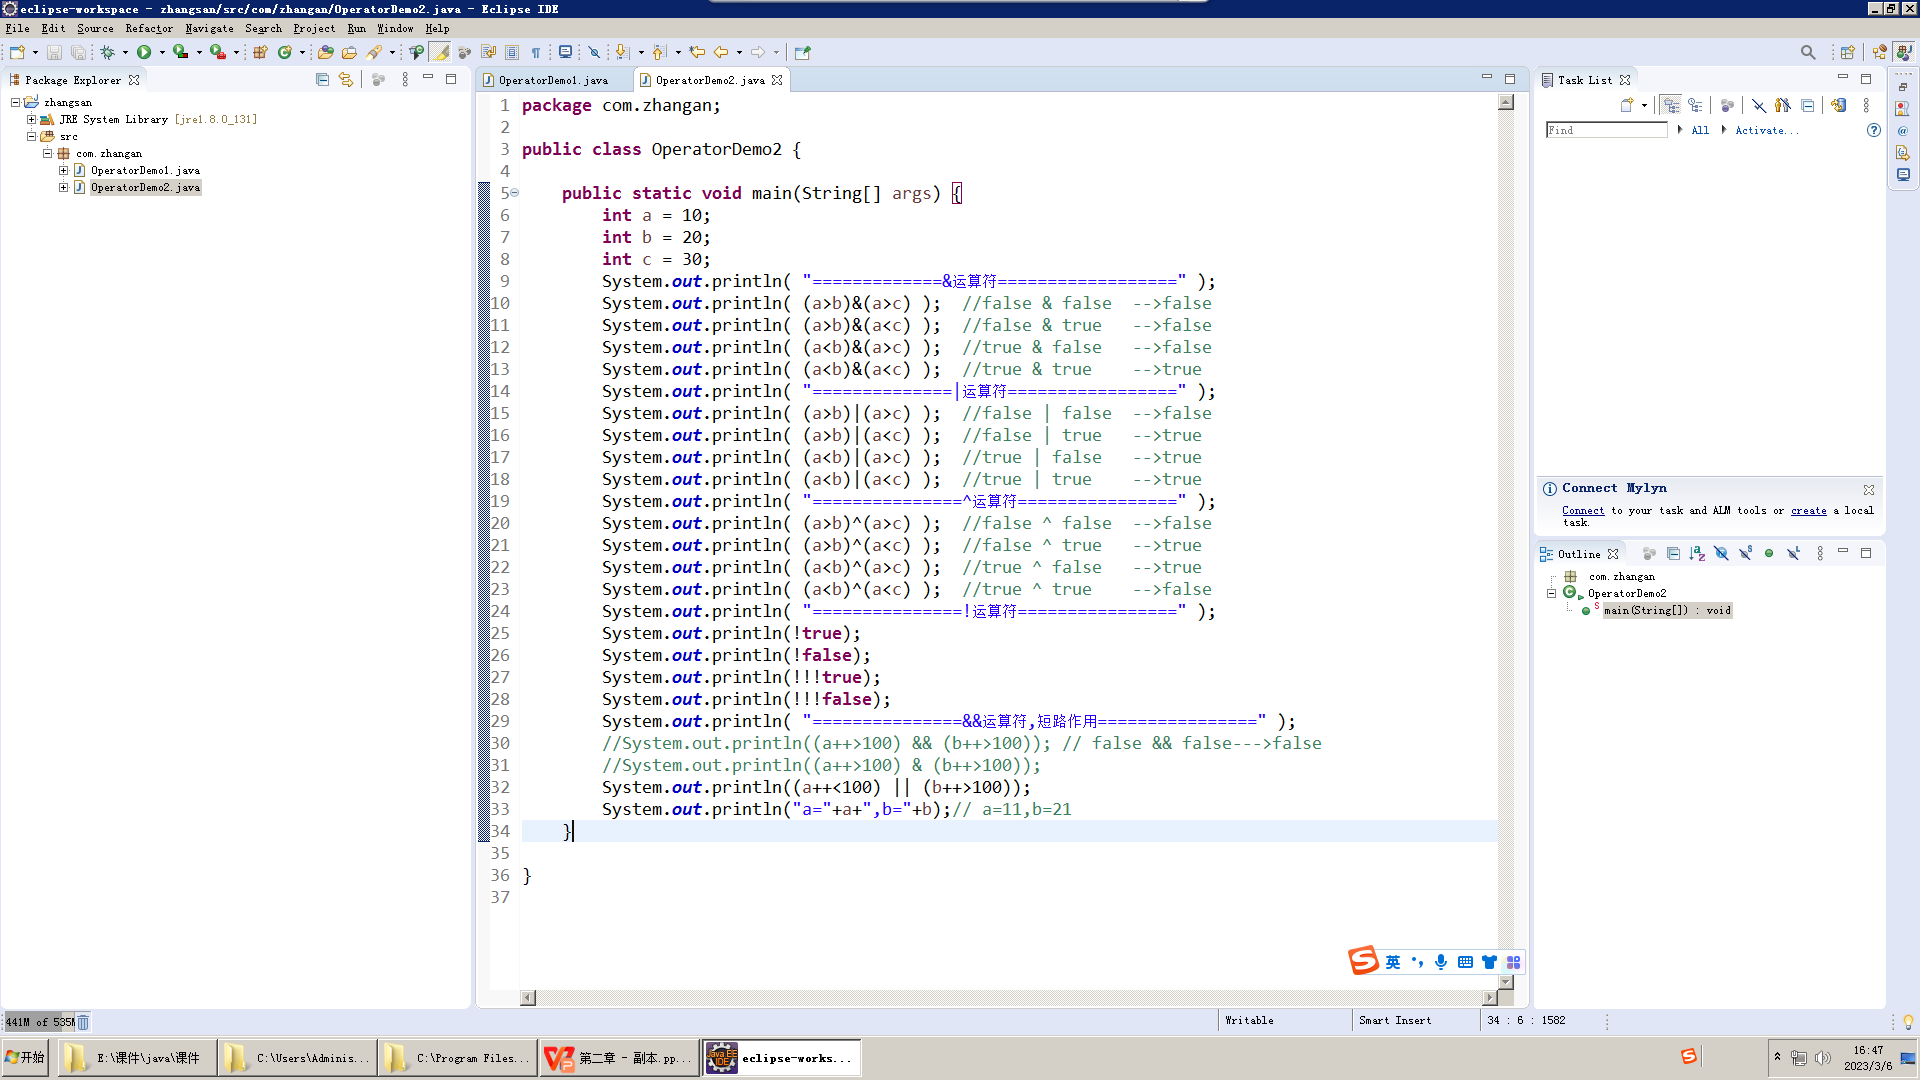 eclipse-workspace - zhangsan/src/com/zhangan/OperatorDemo2.java - Eclipse IDE
File Edit Source Refactor Navigate Search Project Run Window Help
Package Explorer
zhangsan
JRE System Library [jre1.8.0_131]
src
com.zhangan
OperatorDemo1.java
OperatorDemo2.java
OperatorDemo1.java OperatorDemo2.java
1 package com.zhangan;
2
3 public class OperatorDemo2 {
4
5 public static void main(String[] args) {
6 int a = 10;
7 int b = 20;
8 int c = 30;
9 System.out.println( "=============&运算符==================" );
10 System.out.println( (a>b)&(a>c) ); //false & false -->false
11 System.out.println( (a>b)&(a<c) ); //false & true -->false
12 System.out.println( (a<b)&(a>c) ); //true & false -->false
13 System.out.println( (a<b)&(a<c) ); //true & true -->true
14 System.out.println( "==============|运算符=================" );
15 System.out.println( (a>b)|(a>c) ); //false | false -->false
16 System.out.println( (a>b)|(a<c) ); //false | true -->true
17 System.out.println( (a<b)|(a>c) ); //true | false -->true
18 System.out.println( (a<b)|(a<c) ); //true | true -->true
19 System.out.println( "===============^运算符================" );
20 System.out.println( (a>b)^(a>c) ); //false ^ false -->false
21 System.out.println( (a>b)^(a<c) ); //false ^ true -->true
22 System.out.println( (a<b)^(a>c) ); //true ^ false -->true
23 System.out.println( (a<b)^(a<c) ); //true ^ true -->false
24 System.out.println( "===============!运算符================" );
25 System.out.println(!true);
26 System.out.println(!false);
27 System.out.println(!!!true);
28 System.out.println(!!!false);
29 System.out.println( "===============&&运算符,短路作用================" );
30 //System.out.println((a++>100) && (b++>100)); // false && false--->false
31 //System.out.println((a++>100) & (b++>100));
32 System.out.println((a++<100) || (b++>100));
33 System.out.println("a="+a+",b="+b);// a=11,b=21
34 }
35
36 }
37
Task List
Find All Activate...
Connect Mylyn
Connect to your task and ALM tools or create a local
task.
Outline
com.zhangan
OperatorDemo2
main(String[]) : void
英
441M of 535M Writable Smart Insert 34 : 6 : 1582
开始 E:\课件\java\课件 C:\Users\Adminis... C:\Program Files... 第二章 - 副本.pp... eclipse-works...
16:47
2023/3/6